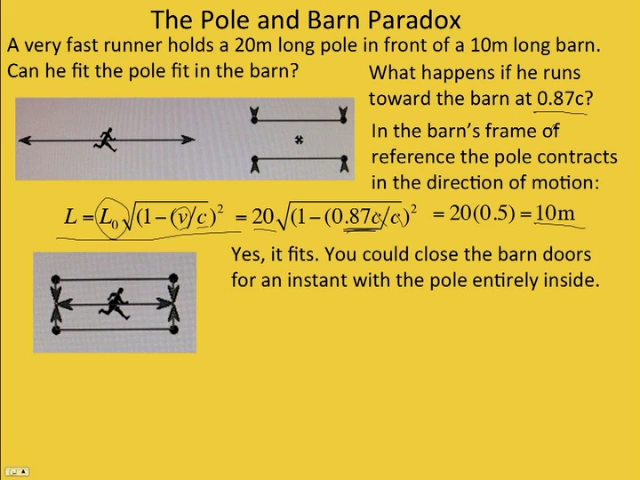 The Pole and Barn Paradox
A very fast runner holds a 20m long pole in front of a 10m long barn.
Can he fit the pole fit in the barn?
What happens if he runs
toward the barn at 0.87c?
In the barn's frame of
reference the pole contracts
in the direction of motion:
L = L₀√(1−(v/c)² = 20√(1−(0.87c/c)² = 20(0.5) = 10m
Yes, it fits. You could close the barn doors
for an instant with the pole entirely inside.